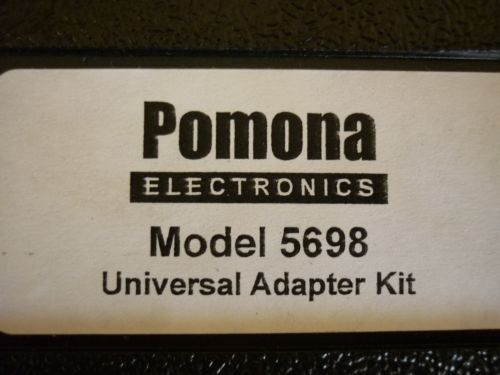 Pomona
ELECTRONICS
Model 5698
Universal Adapter Kit